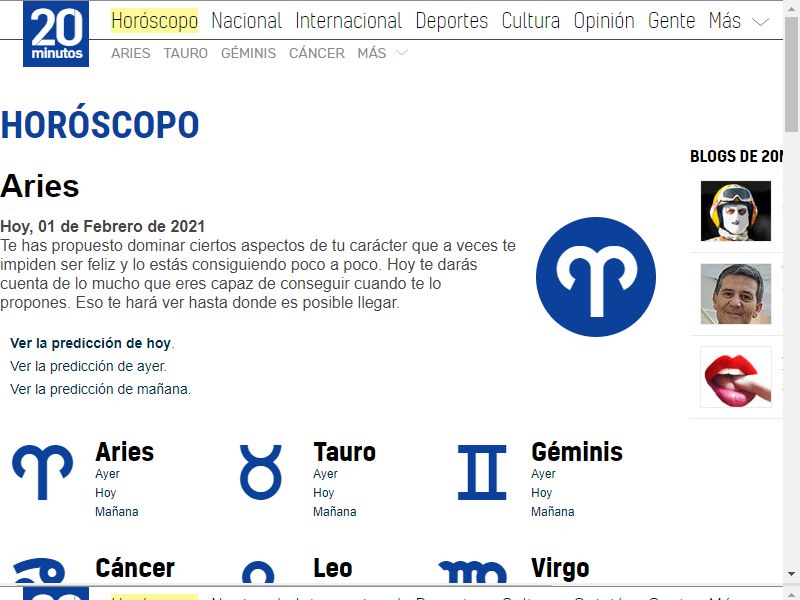 20
minutos
Horóscopo Nacional Internacional Deportes Cultura Opinión Gente Más
ARIES TAURO GÉMINIS CÁNCER MÁS
HORÓSCOPO
Aries
Hoy, 01 de Febrero de 2021
Te has propuesto dominar ciertos aspectos de tu carácter que a veces te
impiden ser feliz y lo estás consiguiendo poco a poco. Hoy te darás
cuenta de lo mucho que eres capaz de conseguir cuando te lo
propones. Eso te hará ver hasta donde es posible llegar.
Ver la predicción de hoy.
Ver la predicción de ayer.
Ver la predicción de mañana.
BLOGS DE 20
Aries
Ayer
Hoy
Mañana
Tauro
Ayer
Hoy
Mañana
Géminis
Ayer
Hoy
Mañana
Cáncer
Leo
Virgo